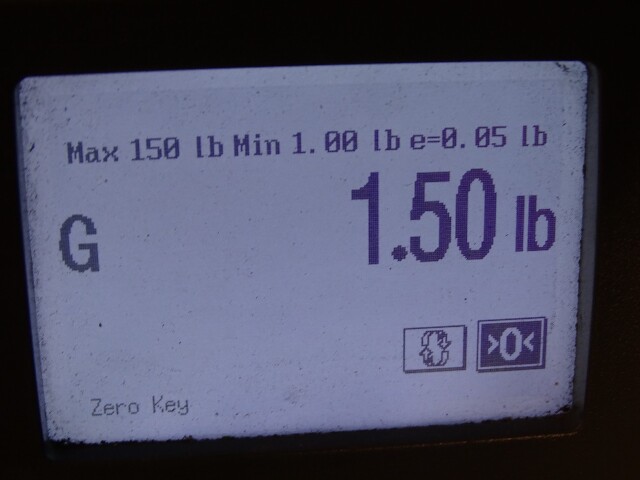 Max 150 lb Min 1.00 lb e=0.05 lb
G 1.50 lb
>0<
Zero Key